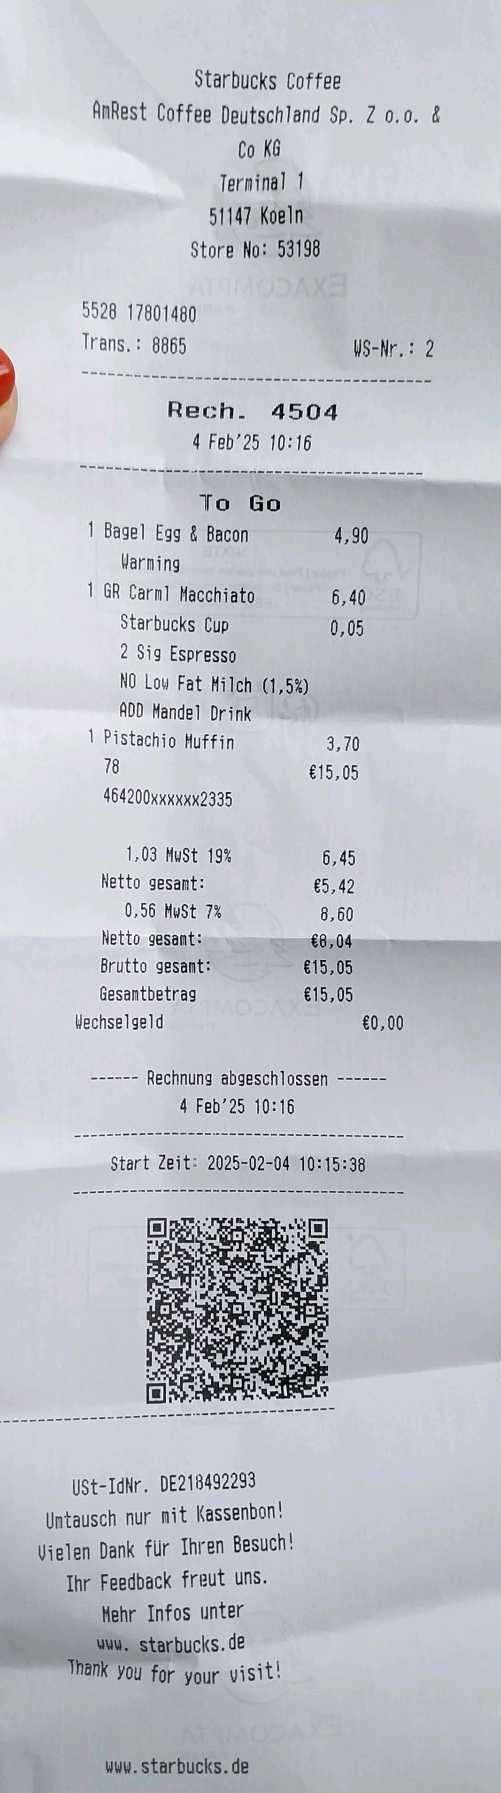 Starbucks Coffee
AmRest Coffee Deutschland Sp. Z o.o. &
Co KG
Terminal 1
51147 Koeln
Store No: 53198
EXACOMPTA
5528 17801480
Trans.: 8865 WS-Nr.: 2
Rech. 4504
4 Feb'25 10:16
To Go
1 Bagel Egg & Bacon 4,90
Warming
1 GR Carml Macchiato 6,40
Starbucks Cup 0,05
2 Sig Espresso
NO Low Fat Milch (1,5%)
ADD Mandel Drink
1 Pistachio Muffin 3,70
78 €15,05
464200xxxxxx2335
1,03 MwSt 19% 6,45
Netto gesamt: €5,42
0,56 MwSt 7% 8,60
Netto gesamt: €8,04
Brutto gesamt: €15,05
Gesamtbetrag €15,05
EXACOMPTA
Wechselgeld €0,00
------ Rechnung abgeschlossen ------
4 Feb'25 10:16
Start Zeit: 2025-02-04 10:15:38
USt-IdNr. DE218492293
Umtausch nur mit Kassenbon!
Vielen Dank für Ihren Besuch!
Ihr Feedback freut uns.
Mehr Infos unter
www. starbucks.de
Thank you for your visit!
EXACOMPTA
www.starbucks.de